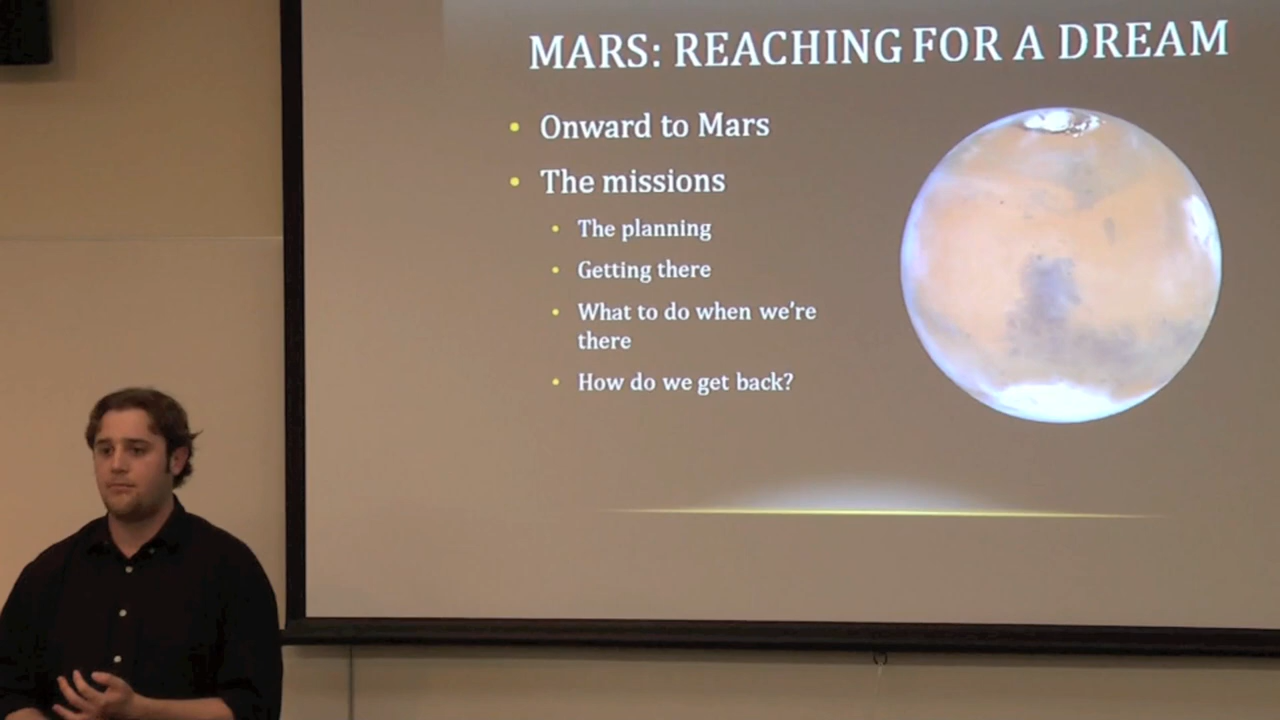 MARS: REACHING FOR A DREAM
• Onward to Mars
• The missions
• The planning
• Getting there
• What to do when we're
there
• How do we get back?